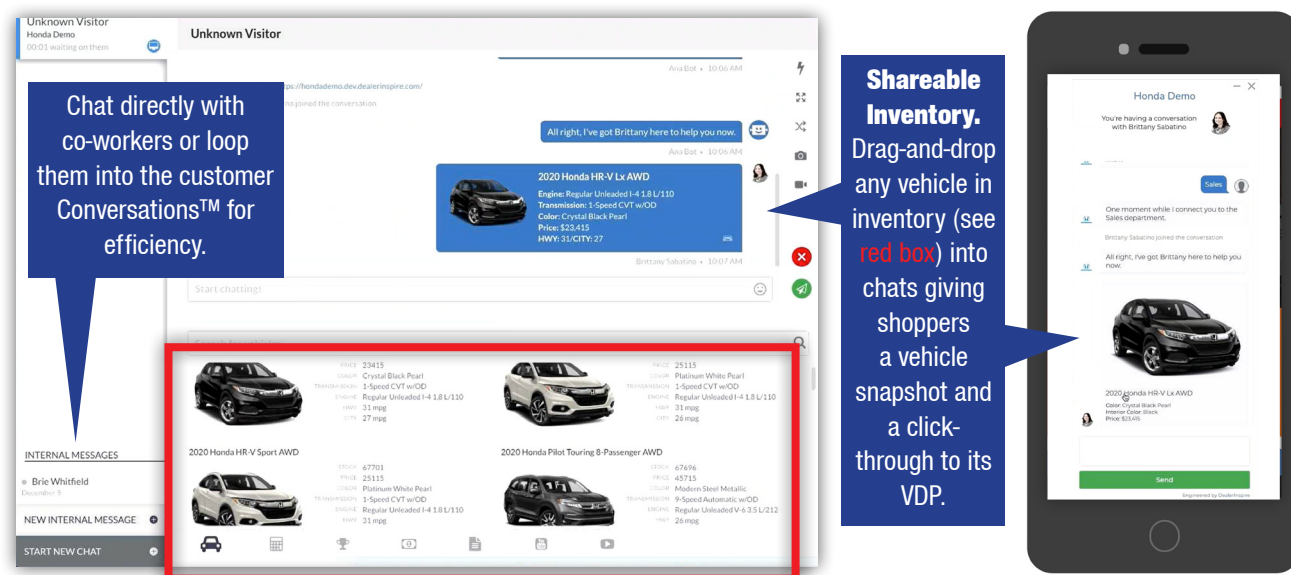 Unknown Visitor
Honda Demo
00:01 waiting on them
Unknown Visitor
Ana Bot • 10:06 AM
ps://hondademo.dev.dealerinspire.com/
joined the conversation
All right, I've got Brittany here to help you now.
Ana Bot • 10:06 AM
2020 Honda HR-V Lx AWD
Engine: Regular Unleaded I-4 1.8 L/110
Transmission: 1-Speed CVT w/OD
Color: Crystal Black Pearl
Price: $23,415
HWY: 31/CITY: 27
Brittany Sabatino • 10:07 AM
Start chatting!
Chat directly with
co-workers or loop
them into the customer
Conversations™ for
efficiency.
INTERNAL MESSAGES
Brie Whitfield
December 5
NEW INTERNAL MESSAGE
START NEW CHAT
PRICE 23415
COLOR Crystal Black Pearl
TRANSMISSION 1-Speed CVT w/OD
ENGINE Regular Unleaded I-4 1.8 L/110
HWY 31 mpg
CITY 27 mpg
PRICE 25115
COLOR Platinum White Pearl
TRANSMISSION 1-Speed CVT w/OD
ENGINE Regular Unleaded I-4 1.8 L/110
HWY 31 mpg
CITY 26 mpg
2020 Honda HR-V Sport AWD
STOCK 67701
PRICE 25115
COLOR Platinum White Pearl
TRANSMISSION 1-Speed CVT w/OD
ENGINE Regular Unleaded I-4 1.8 L/110
HWY 31 mpg
2020 Honda Pilot Touring 8-Passenger AWD
STOCK 67696
PRICE 45715
COLOR Modern Steel Metallic
TRANSMISSION 9-Speed Automatic w/OD
ENGINE Regular Unleaded V-6 3.5 L/212
HWY 26 mpg
Shareable
Inventory.
Drag-and-drop
any vehicle in
inventory (see
red box) into
chats giving
shoppers
a vehicle
snapshot and
a click-
through to its
VDP.
Honda Demo
You're having a conversation
with Brittany Sabatino
Sales
One moment while i connect you to the
Sales department.
Brittany Sabatino joined the conversation
All right, I've got Brittany here to help you
now.
2020 Honda HR-V Lx AWD
Color: Crystal Black Pearl
Interior Color: Black
Price: $23,415
Send
Engineered by DealerInspire